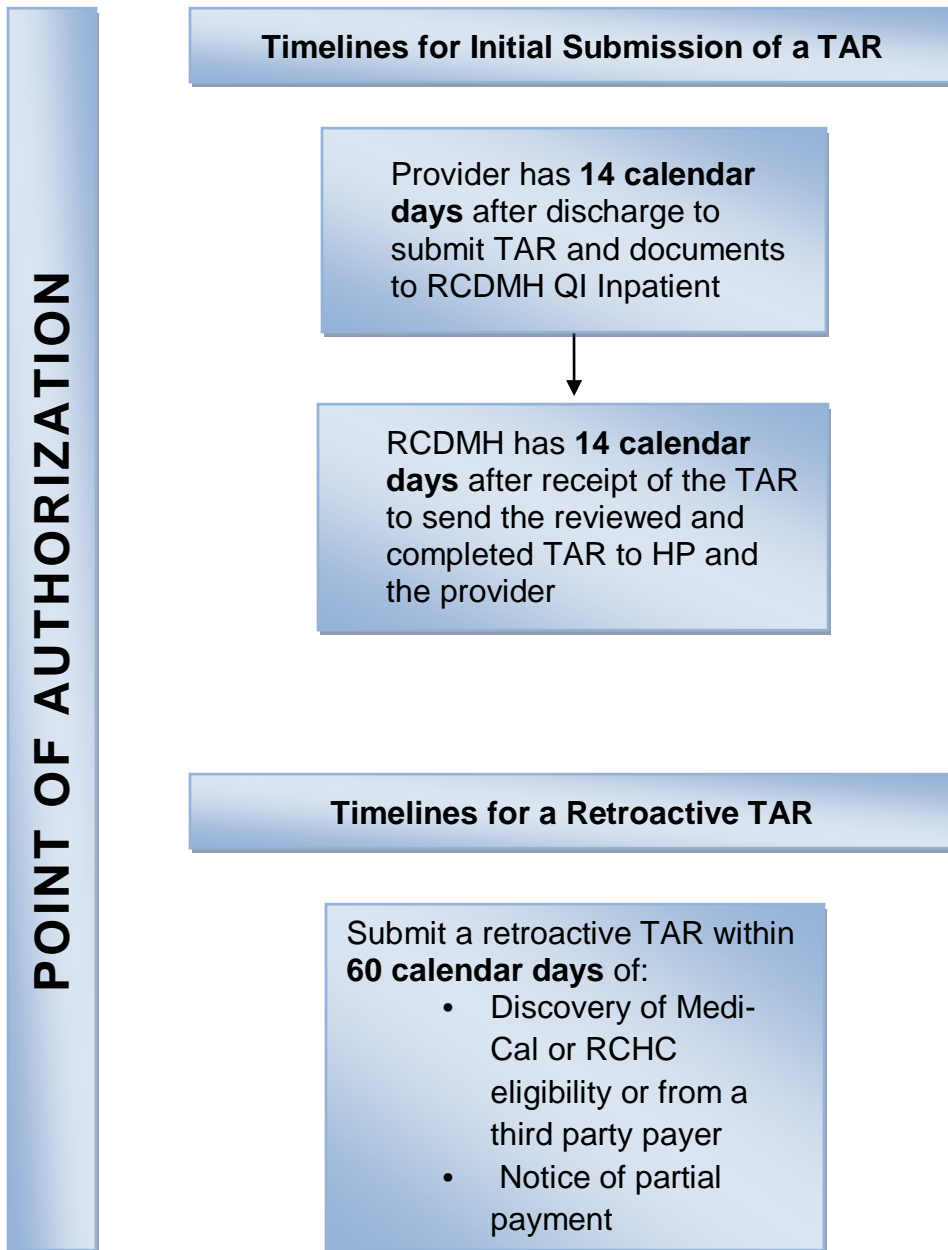 POINT OF AUTHORIZATION
Timelines for Initial Submission of a TAR
Provider has 14 calendar
days after discharge to
submit TAR and documents
to RCDMH QI Inpatient
RCDMH has 14 calendar
days after receipt of the TAR
to send the reviewed and
completed TAR to HP and
the provider
Timelines for a Retroactive TAR
Submit a retroactive TAR within
60 calendar days of:
• Discovery of Medi-
Cal or RCHC
eligibility or from a
third party payer
• Notice of partial
payment